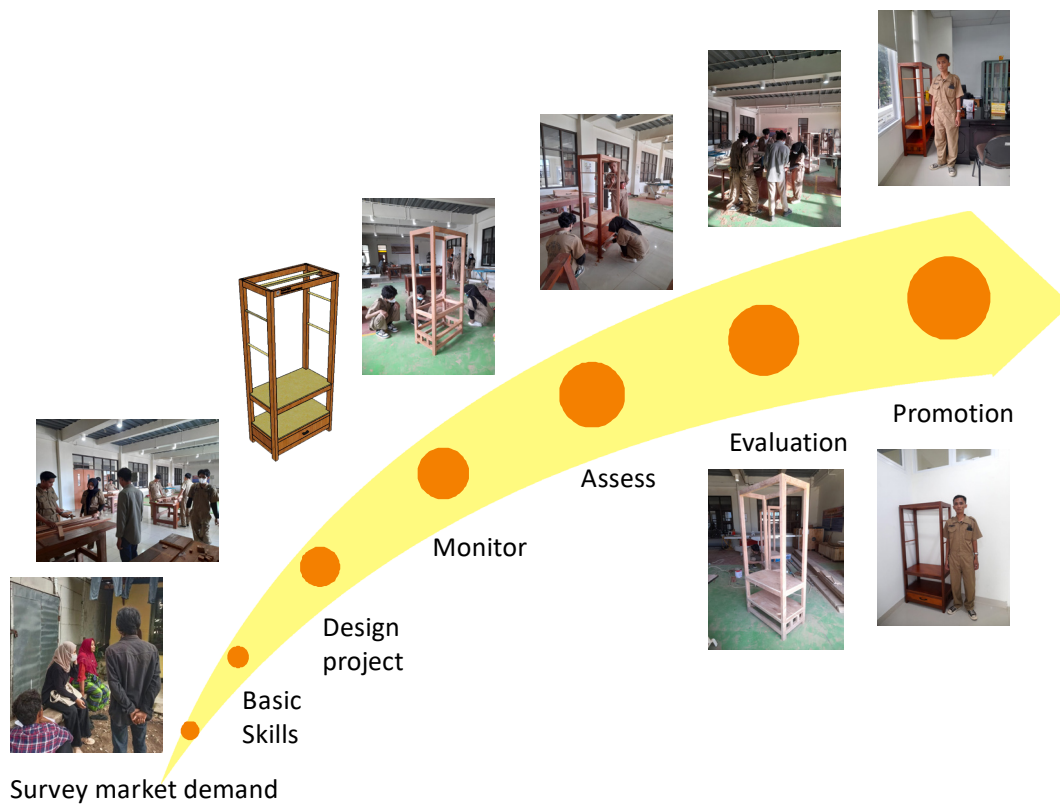 Survey market demand
Basic
Skills
Design
project
Monitor
Assess
Evaluation
Promotion